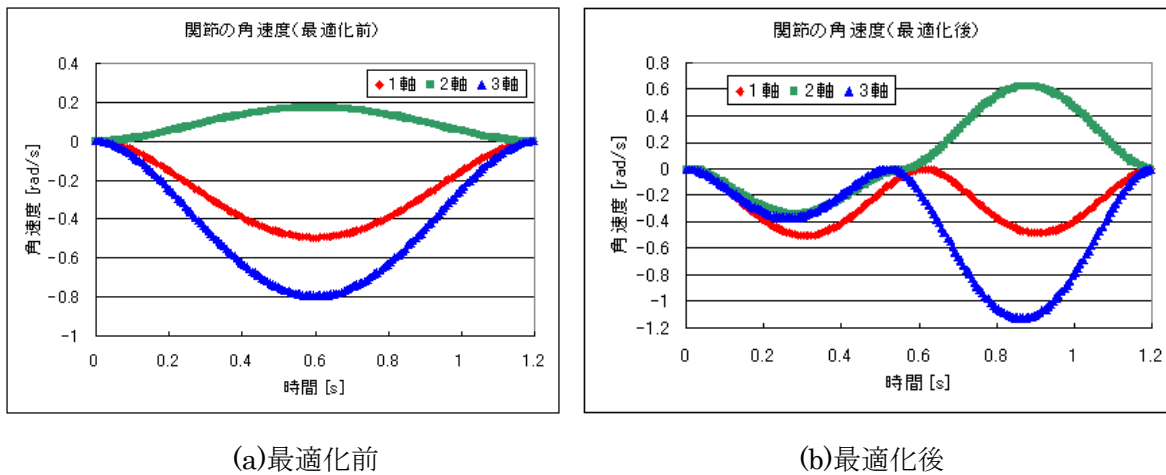 関節の角速度(最適化前)
◆1軸 ■2軸 ▲3軸
角速度 [rad/s]
0.4
0.2
0
-0.2
-0.4
-0.6
-0.8
-1
0 0.2 0.4 0.6 0.8 1 1.2
時間 [s]
(a)最適化前
関節の角速度(最適化後)
◆1軸 ■2軸 ▲3軸
角速度 [rad/s]
0.8
0.6
0.4
0.2
0
-0.2
-0.4
-0.6
-0.8
-1
-1.2
0 0.2 0.4 0.6 0.8 1 1.2
時間 [s]
(b)最適化後